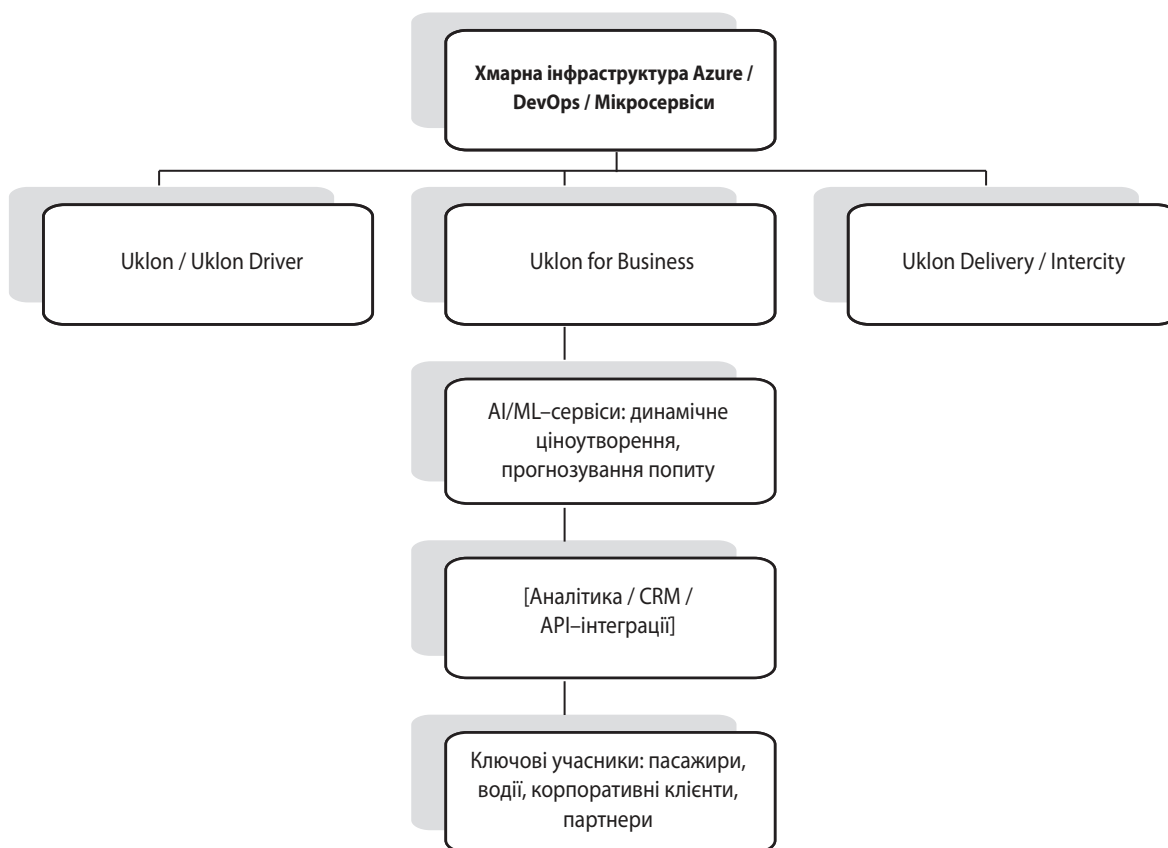 Хмарна інфраструктура Azure /
DevOps / Мікросервіси
Uklon / Uklon Driver
Uklon for Business
Uklon Delivery / Intercity
AI/ML–сервіси: динамічне
ціноутворення,
прогнозування попиту
[Аналітика / CRM /
API–інтеграції]
Ключові учасники: пасажири,
водії, корпоративні клієнти,
партнери